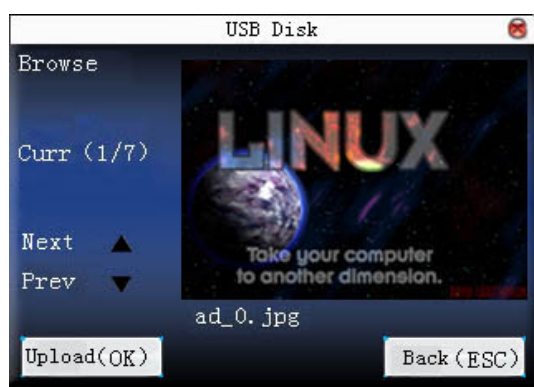 USB Disk
Browse
Curr (1/7)
Next
Prev
LINUX
Take your computer
to another dimension.
ad_0.jpg
Upload(OK)
Back(ESC)